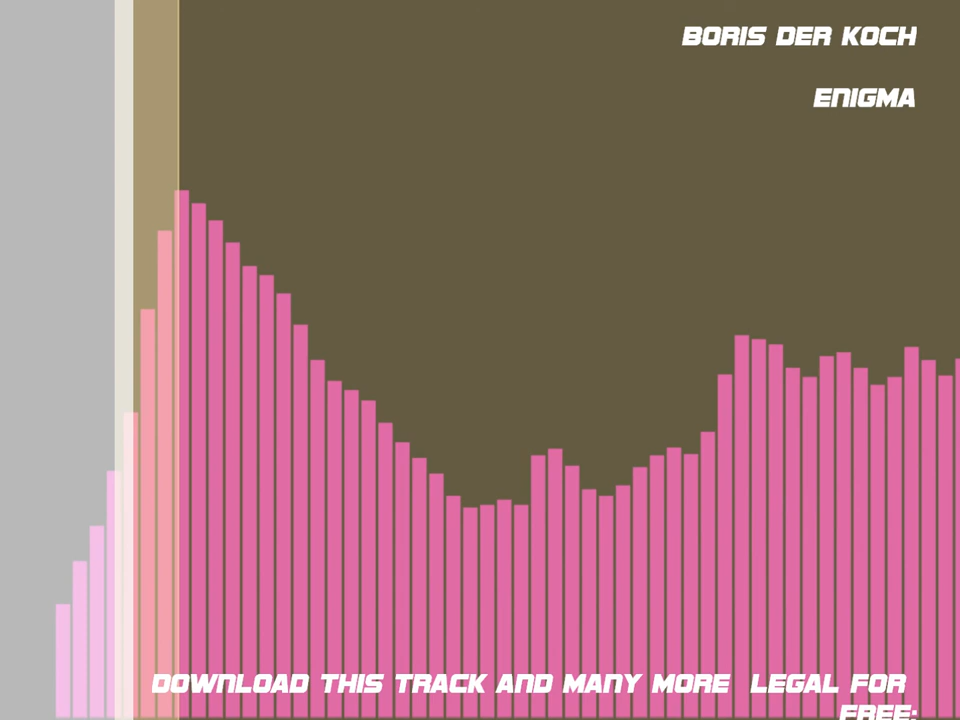 BORIS DER KOCH
ENIGMA
DOWNLOAD THIS TRACK AND MANY MORE LEGAL FOR
FREE: